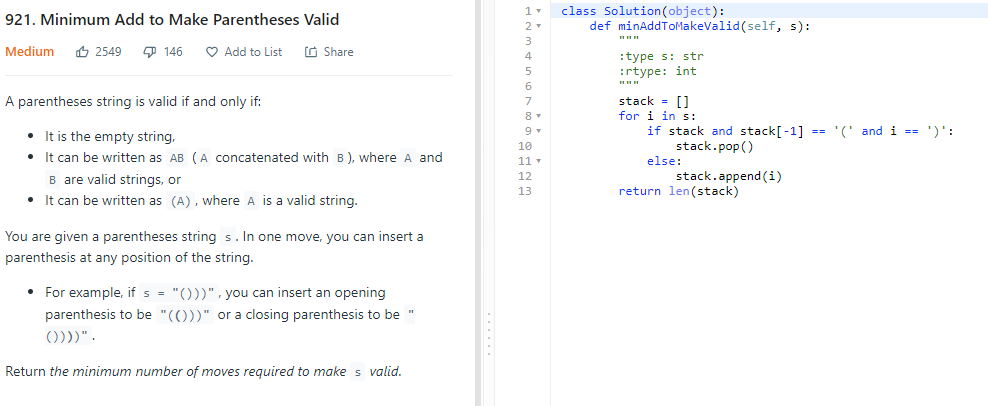 921. Minimum Add to Make Parentheses Valid
Medium 2549 146 Add to List Share
A parentheses string is valid if and only if:
• It is the empty string,
• It can be written as AB (A concatenated with B), where A and
B are valid strings, or
• It can be written as (A), where A is a valid string.
You are given a parentheses string s. In one move, you can insert a
parenthesis at any position of the string.
• For example, if s = "()))", you can insert an opening
parenthesis to be "(()))" or a closing parenthesis to be "
())))".
Return the minimum number of moves required to make s valid.
1 class Solution(object):
2 def minAddToMakeValid(self, s):
3 """
4 :type s: str
5 :rtype: int
6 """
7 stack = []
8 for i in s:
9 if stack and stack[-1] == '(' and i == ')':
10 stack.pop()
11 else:
12 stack.append(i)
13 return len(stack)